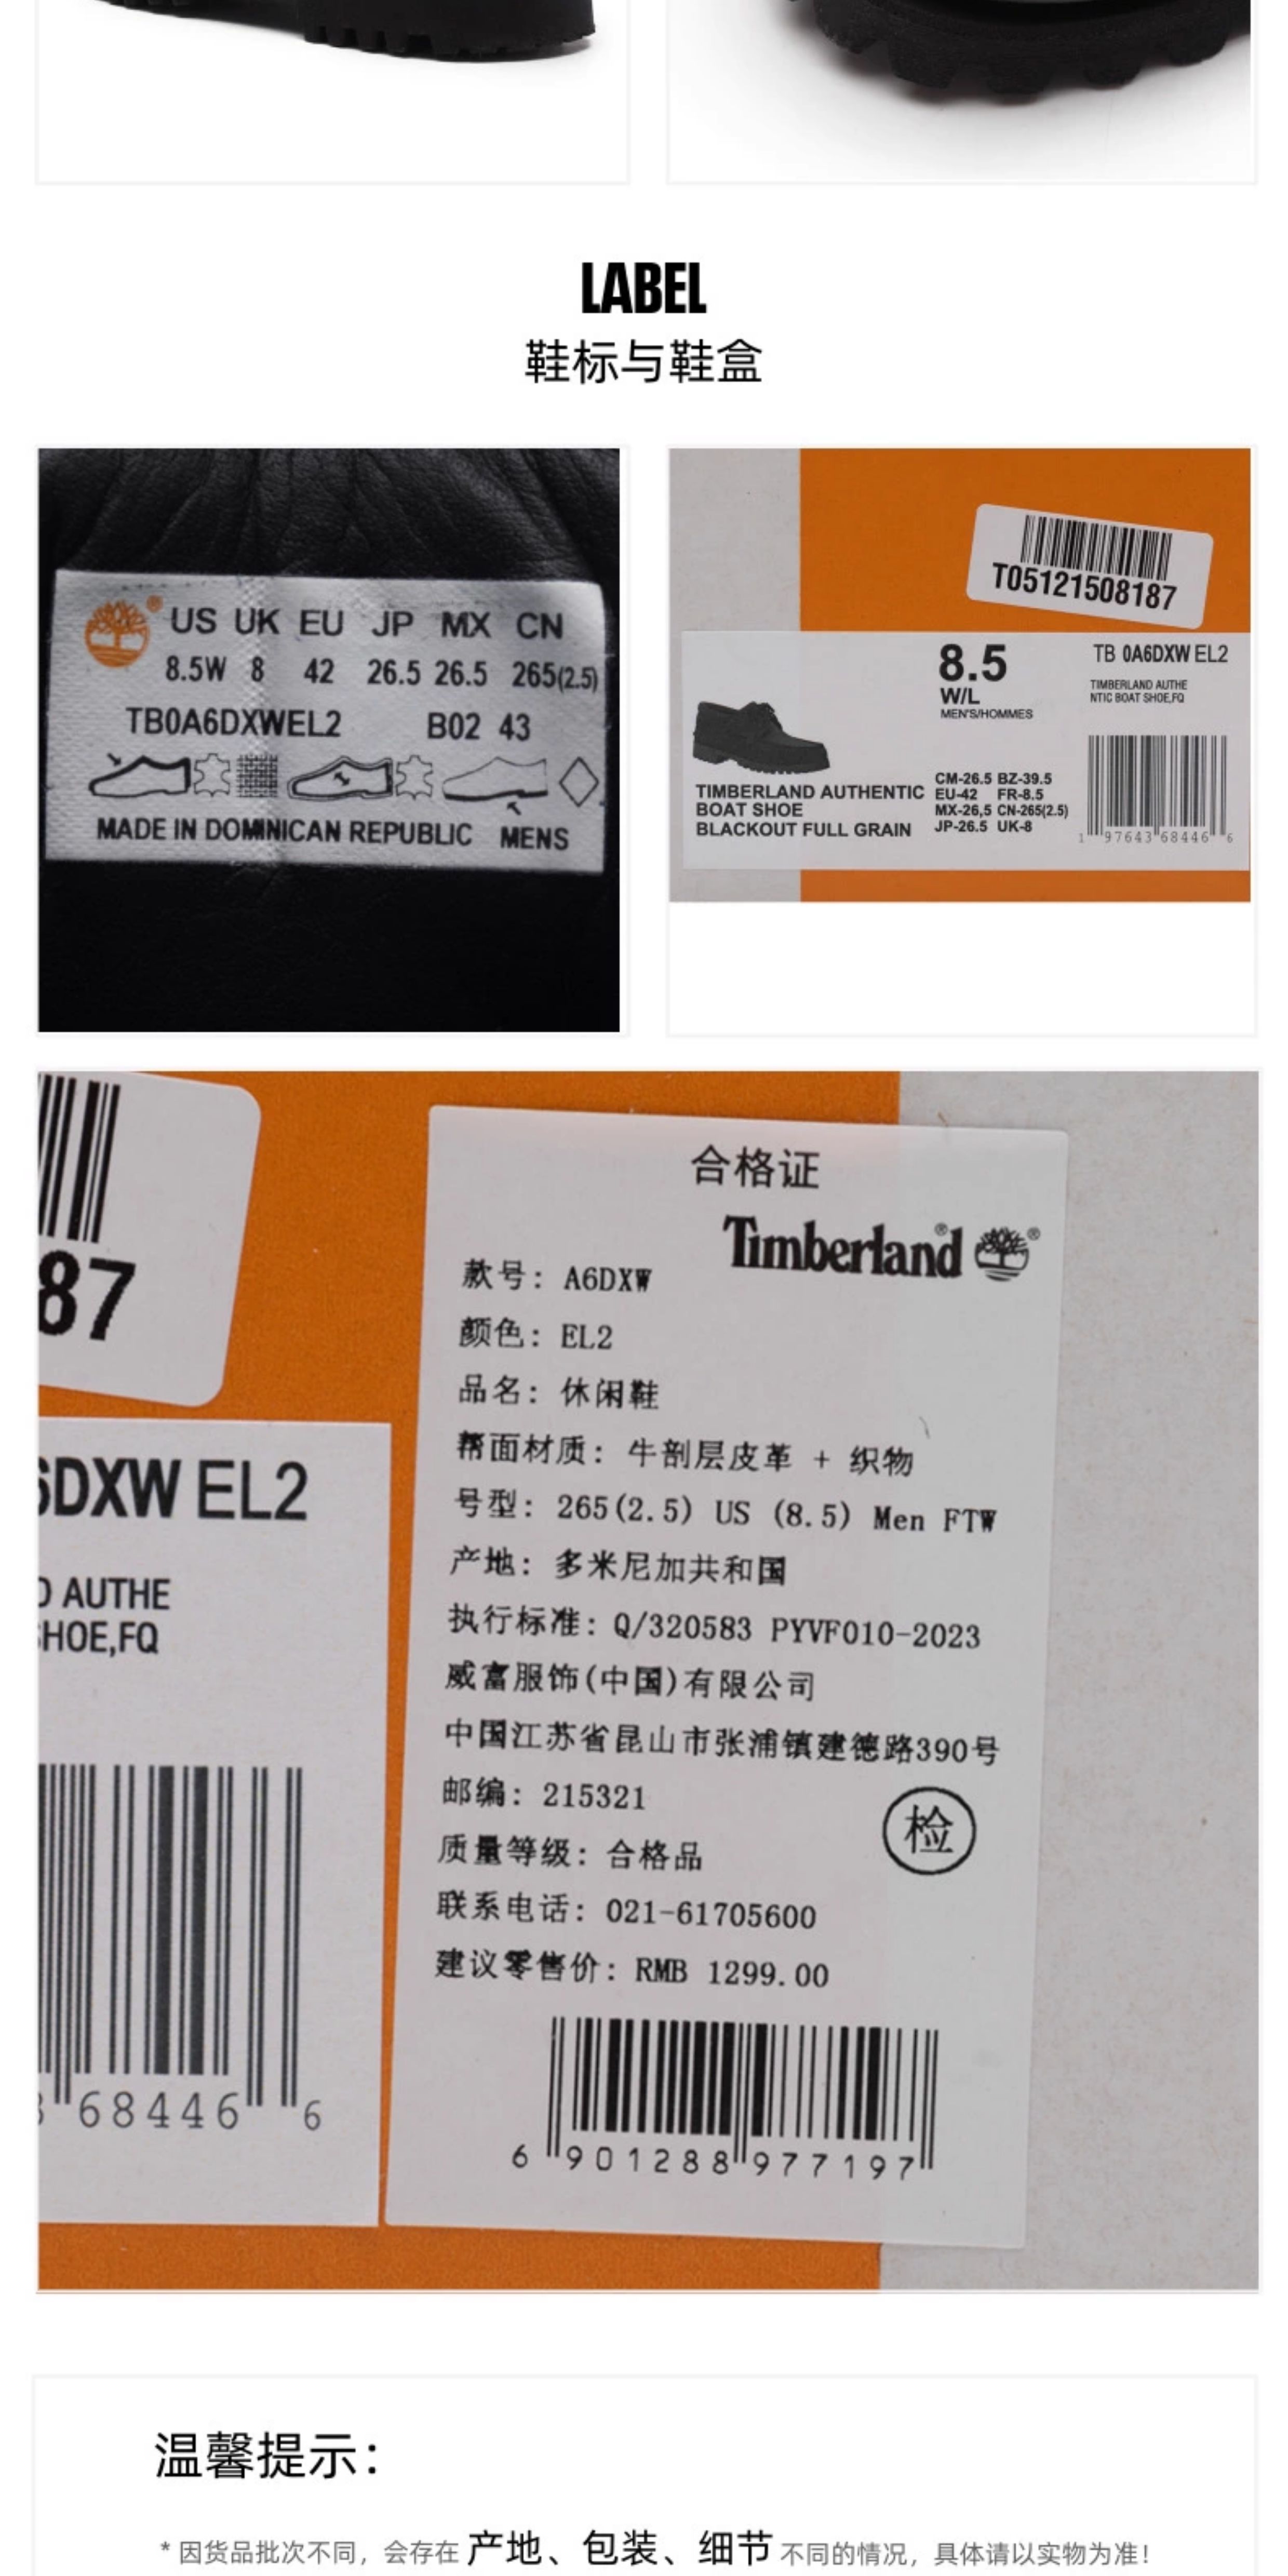 LABEL
鞋标与鞋盒
US UK EU JP MX CN
8.5W 8 42 26.5 26.5 265(2.5)
TB0A6DXWEL2 B02 43
MADE IN DOMINICAN REPUBLIC MENS
T05121508187
8.5
W/L
MEN'S/HOMMES
TB 0A6DXW EL2
TIMBERLAND AUTHE
NTIC BOAT SHOE,FQ
TIMBERLAND AUTHENTIC
BOAT SHOE
BLACKOUT FULL GRAIN
CM-26.5 BZ-39.5
EU-42 FR-8.5
MX-26,5 CN-265(2.5)
JP-26.5 UK-8
1 97643 68446 6
87
6DXW EL2
D AUTHE
SHOE,FQ
68446 6
合格证
Timberland
款号: A6DXW
颜色: EL2
品名: 休闲鞋
帮面材质: 牛剖层皮革 + 织物
号型: 265(2.5) US (8.5) Men FTW
产地: 多米尼加共和国
执行标准: Q/320583 PYVF010-2023
威富服饰(中国)有限公司
中国江苏省昆山市张浦镇建德路390号
邮编: 215321
检
质量等级: 合格品
联系电话: 021-61705600
建议零售价: RMB 1299.00
6 901288 977197
温馨提示：
* 因货品批次不同，会存在 产地、包装、细节 不同的情况，具体请以实物为准！